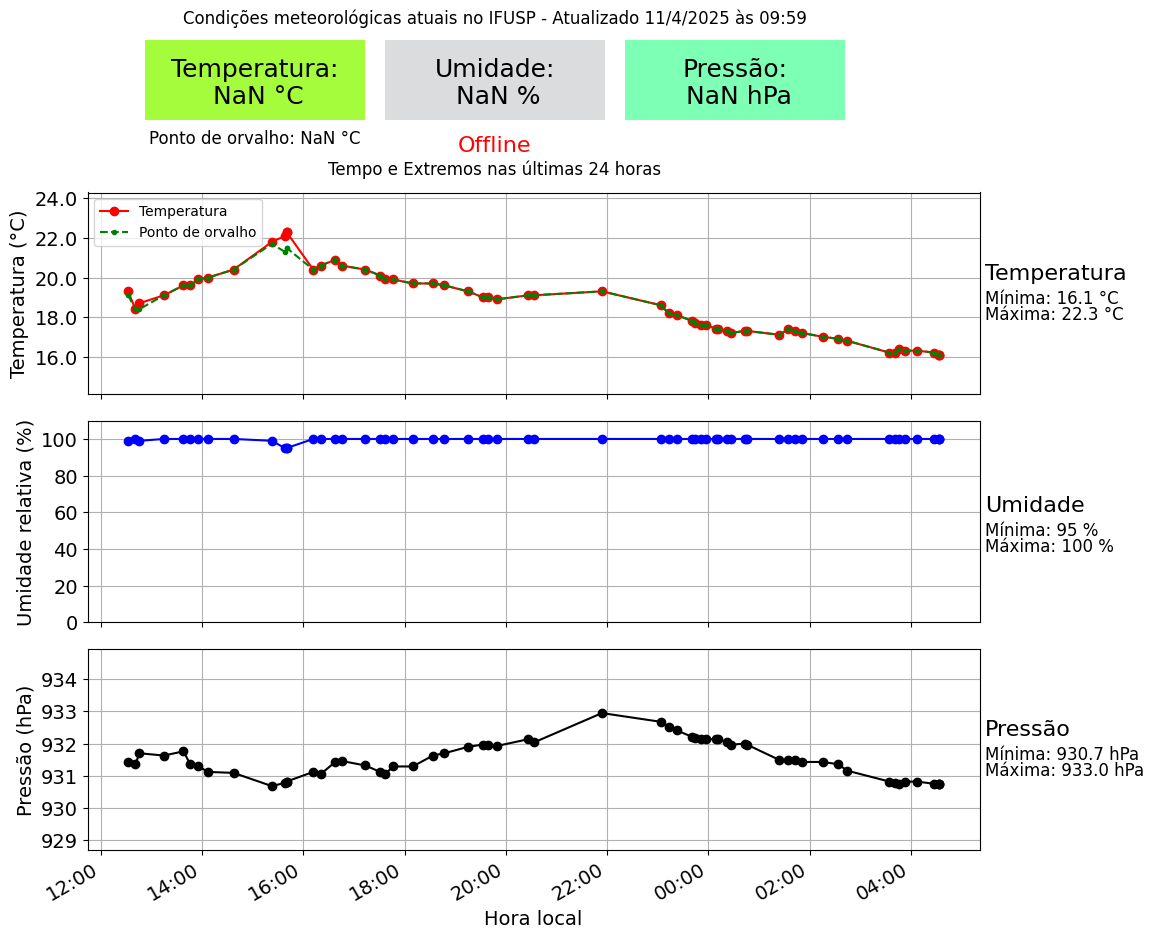 Condições meteorológicas atuais no IFUSP - Atualizado 11/4/2025 às 09:59
Temperatura:
NaN °C
Umidade:
NaN %
Pressão:
NaN hPa
Ponto de orvalho: NaN °C
Offline
Tempo e Extremos nas últimas 24 horas
24.0
22.0
20.0
18.0
16.0
Temperatura (°C)
Temperatura
Ponto de orvalho
Temperatura
Mínima: 16.1 °C
Máxima: 22.3 °C
100
80
60
40
20
0
Umidade relativa (%)
Umidade
Mínima: 95 %
Máxima: 100 %
934
933
932
931
930
929
Pressão (hPa)
Pressão
Mínima: 930.7 hPa
Máxima: 933.0 hPa
12:00
14:00
16:00
18:00
20:00
22:00
00:00
02:00
04:00
Hora local